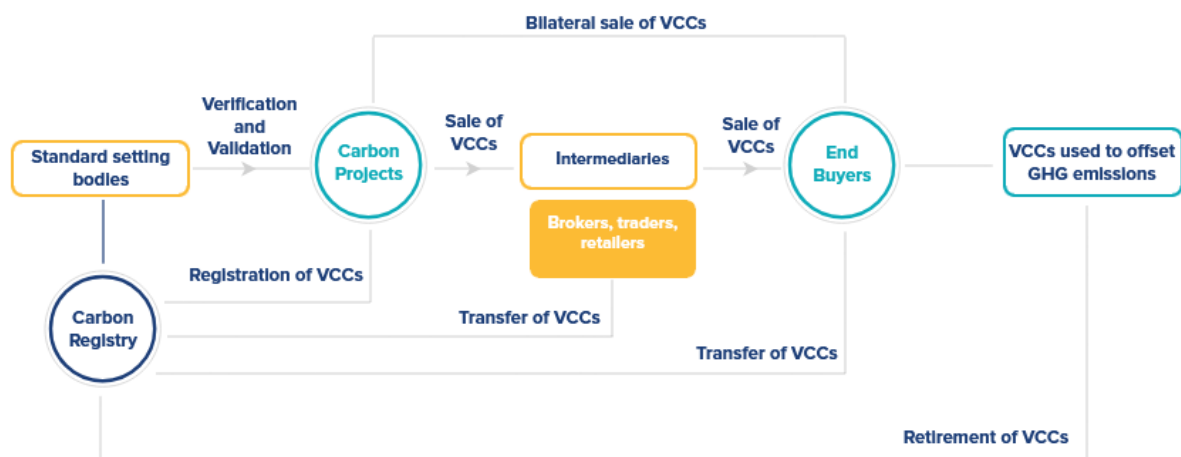 Bilateral sale of VCCs
Verification
and
Validation
Sale of
VCCs
Sale of
VCCs
Standard setting
bodies
Carbon
Projects
Intermediaries
End
Buyers
VCCs used to offset
GHG emissions
Brokers, traders,
retailers
Registration of VCCs
Carbon
Registry
Transfer of VCCs
Transfer of VCCs
Retirement of VCCs